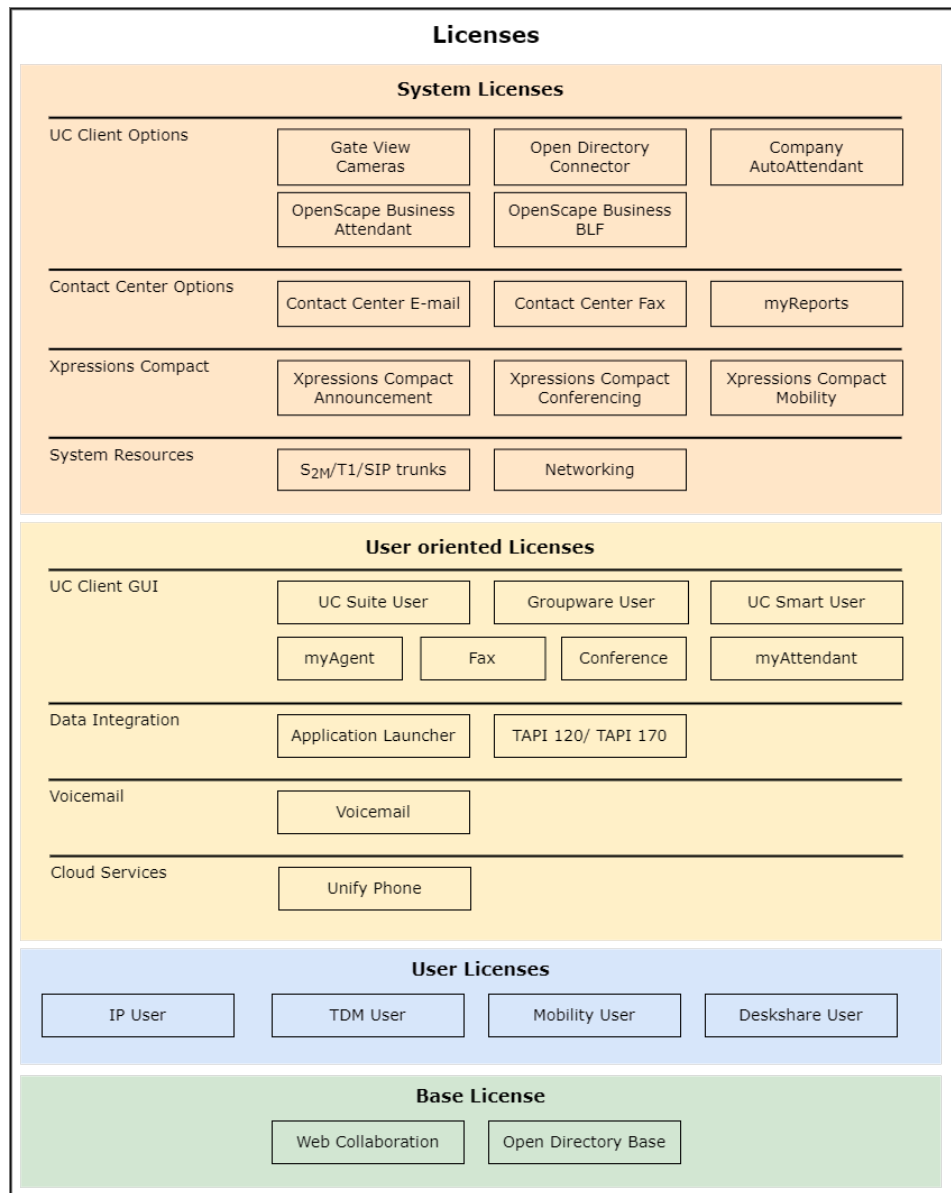 Licenses
System Licenses
UC Client Options
Gate View
Cameras
Open Directory
Connector
Company
AutoAttendant
OpenScape Business
Attendant
OpenScape Business
BLF
Contact Center Options
Contact Center E-mail
Contact Center Fax
myReports
Xpressions Compact
Xpressions Compact
Announcement
Xpressions Compact
Conferencing
Xpressions Compact
Mobility
System Resources
S2M/T1/SIP trunks
Networking
User oriented Licenses
UC Client GUI
UC Suite User
Groupware User
UC Smart User
myAgent
Fax
Conference
myAttendant
Data Integration
Application Launcher
TAPI 120/ TAPI 170
Voicemail
Voicemail
Cloud Services
Unify Phone
User Licenses
IP User
TDM User
Mobility User
Deskshare User
Base License
Web Collaboration
Open Directory Base